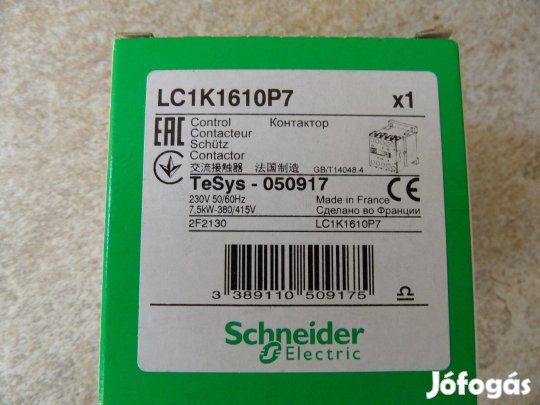 LC1K1610P7 x1
EAC Control Контактор
Contacteur
Schütz
Contactor
交流接触器 法国制造 GB/T14048.4
TeSys - 050917 CE
230V 50/60Hz Made in France
7,5kW-380/415V Сделано во Франции
2F2130 LC1K1610P7
3 389110 509175
Schneider
Electric
Jófogás